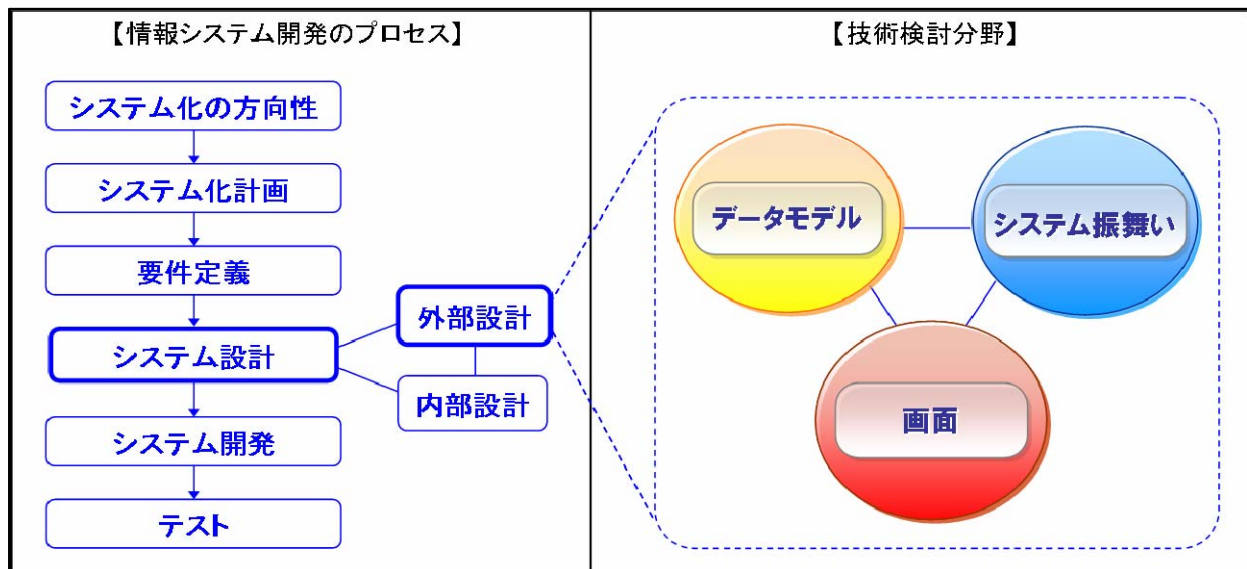 【情報システム開発のプロセス】
システム化の方向性
システム化計画
要件定義
システム設計
外部設計
内部設計
システム開発
テスト
【技術検討分野】
データモデル
システム振舞い
画面